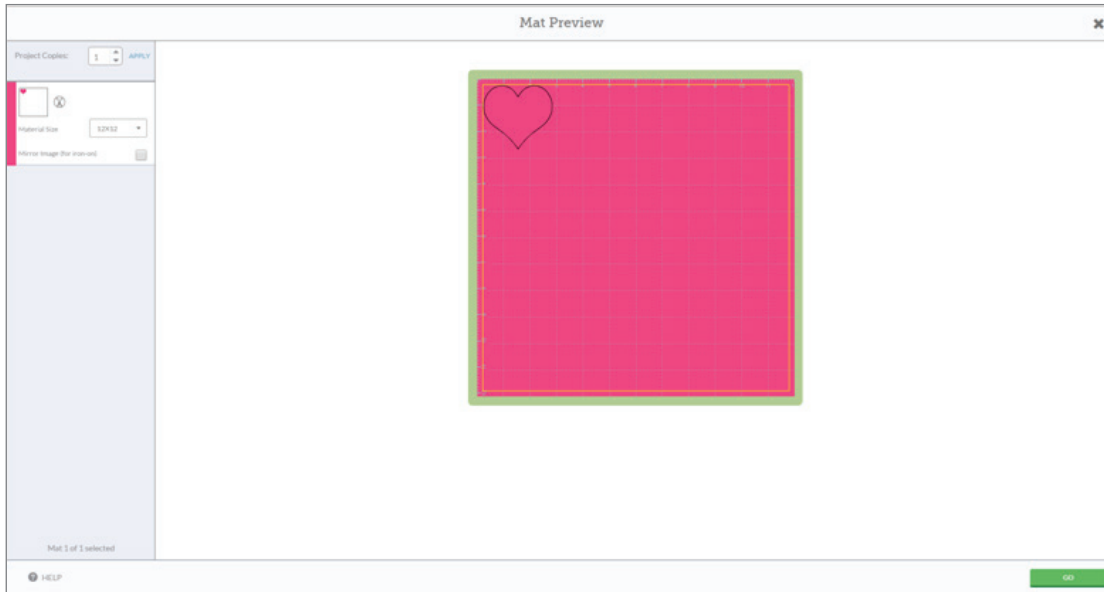 Mat Preview
Project Copies: 1 APPLY
Material Size 12X12
Mirror Image (for iron-on)
Mat 1 of 1 selected
HELP
GO